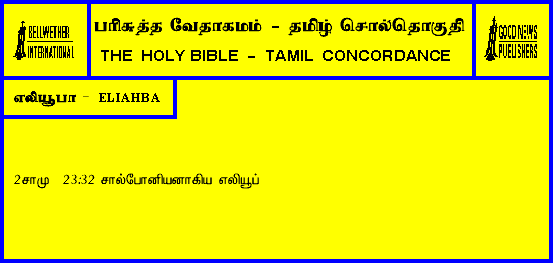 BELLWETHER
INTERNATIONAL
பரிசுத்த வேதாகமம் - தமிழ் சொல்தொகுதி
THE HOLY BIBLE - TAMIL CONCORDANCE
GOOD NEWS
PUBLISHERS
எலியூபா - ELIAHBA
2சாமு 23:32 சால்போனியனாகிய எலியூப்